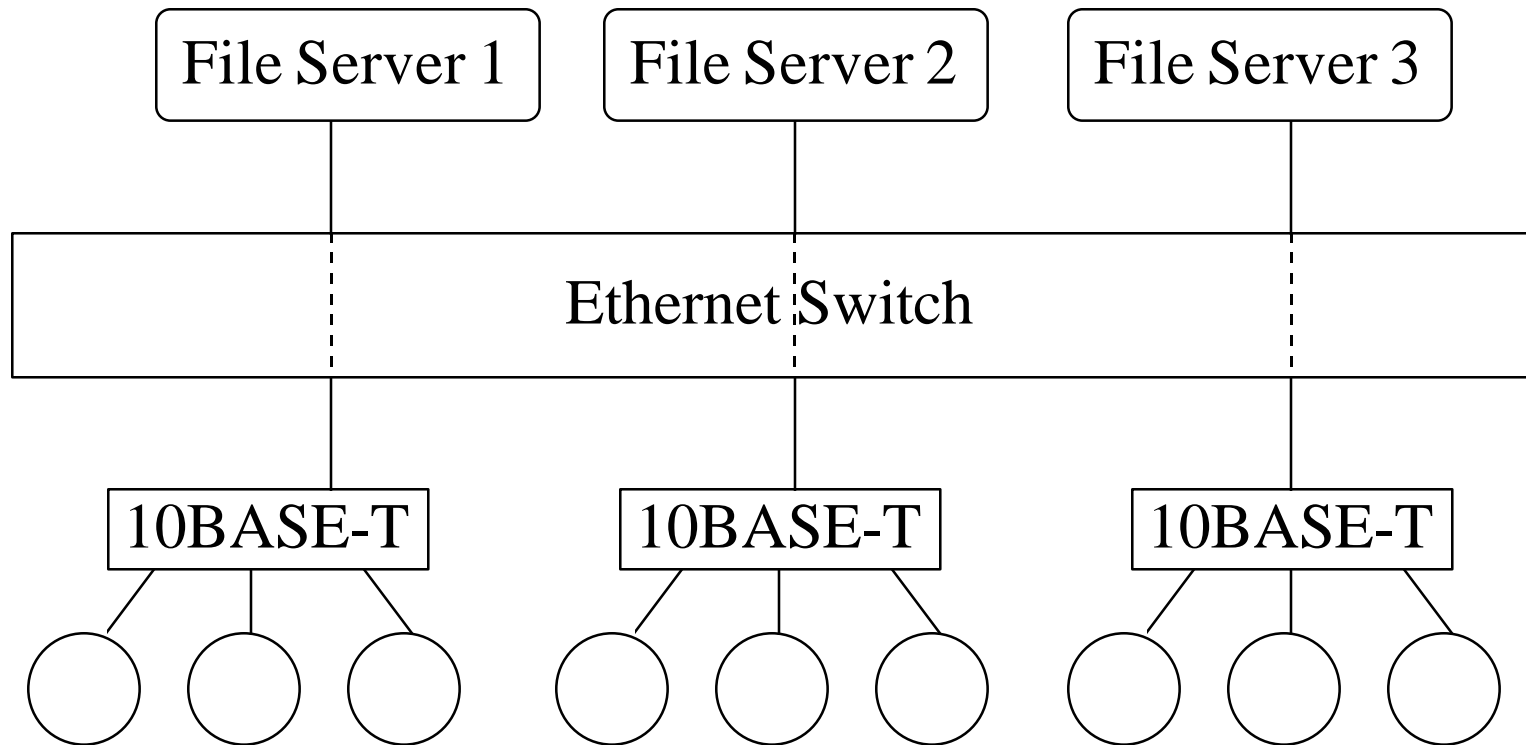 File Server 1
File Server 2
File Server 3
Ethernet Switch
10BASE-T
10BASE-T
10BASE-T